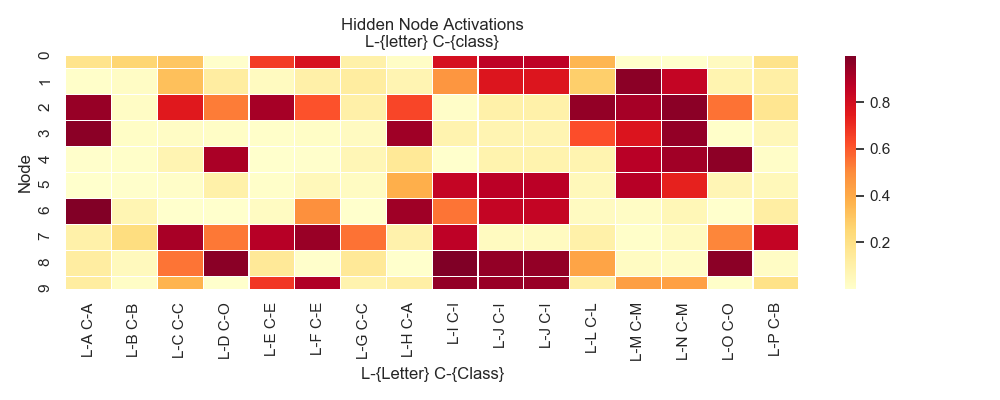 Hidden Node Activations
L-{letter} C-{class}
Node
0
1
2
3
4
5
6
7
8
9
L-A C-A
L-B C-B
L-C C-C
L-D C-O
L-E C-E
L-F C-E
L-G C-C
L-H C-A
L-I C-I
L-J C-I
L-J C-I
L-L C-L
L-M C-M
L-N C-M
L-O C-O
L-P C-B
L-{Letter} C-{Class}
0.8
0.6
0.4
0.2